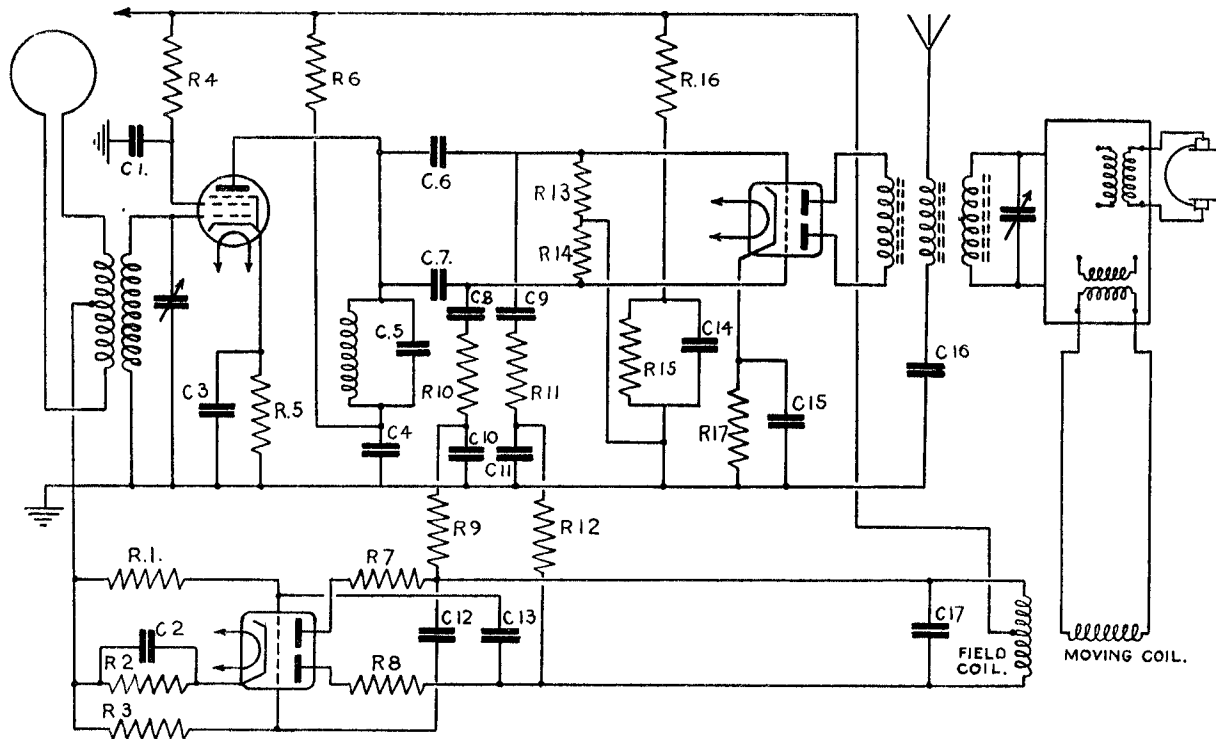 R4
R6
R.16
C1.
C.6
R13
R14
C.7.
C8
C9
C.5
R15
C14
C16
R10
R11
C3
R.5
C4
C10
C11
R17
C15
R9
R12
R.1.
R7
C2
C12
C13
C17
R2
R8
R3
FIELD
COIL.
MOVING COIL.